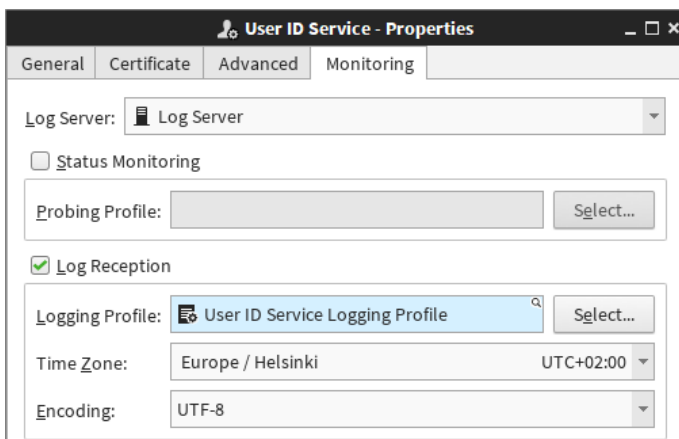 User ID Service - Properties
General Certificate Advanced Monitoring
Log Server: Log Server
Status Monitoring
Probing Profile: Select...
Log Reception
Logging Profile: User ID Service Logging Profile Select...
Time Zone: Europe / Helsinki UTC+02:00
Encoding: UTF-8